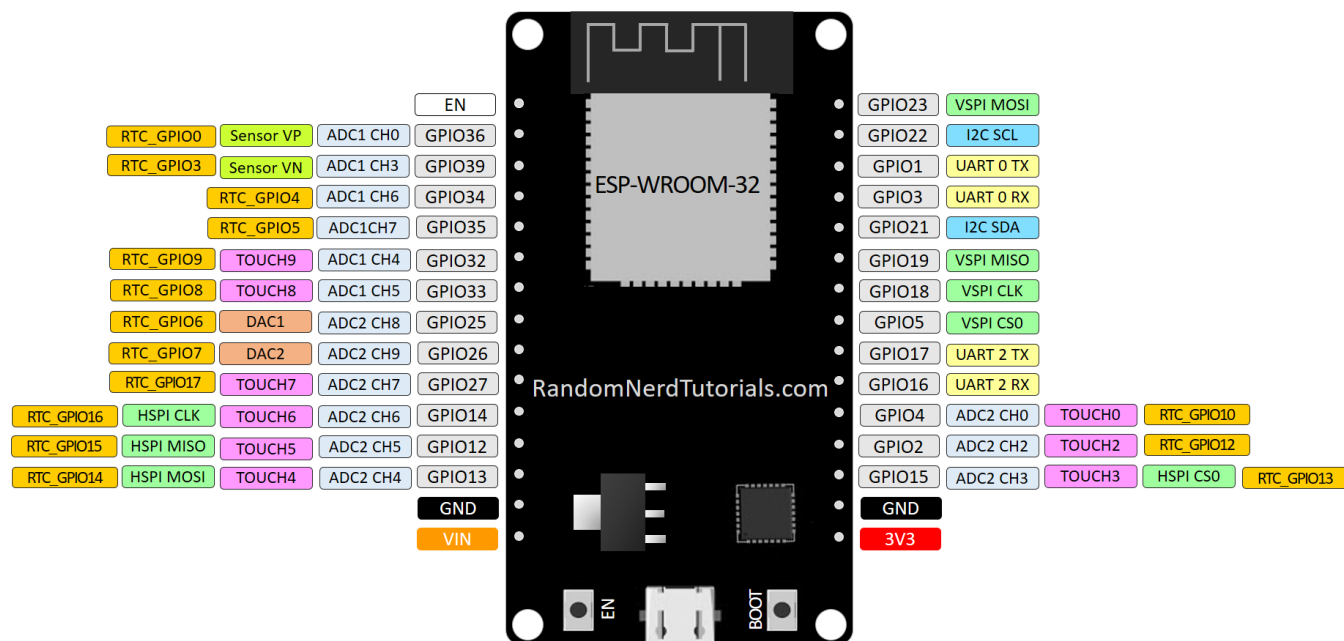 EN GPIO23 VSPI MOSI
RTC_GPIO0 Sensor VP ADC1 CH0 GPIO36 GPIO22 I2C SCL
RTC_GPIO3 Sensor VN ADC1 CH3 GPIO39 GPIO1 UART 0 TX
ESP-WROOM-32
RTC_GPIO4 ADC1 CH6 GPIO34 GPIO3 UART 0 RX
RTC_GPIO5 ADC1CH7 GPIO35 GPIO21 I2C SDA
RTC_GPIO9 TOUCH9 ADC1 CH4 GPIO32 GPIO19 VSPI MISO
RTC_GPIO8 TOUCH8 ADC1 CH5 GPIO33 GPIO18 VSPI CLK
RTC_GPIO6 DAC1 ADC2 CH8 GPIO25 GPIO5 VSPI CS0
RTC_GPIO7 DAC2 ADC2 CH9 GPIO26 GPIO17 UART 2 TX
RTC_GPIO17 TOUCH7 ADC2 CH7 GPIO27 GPIO16 UART 2 RX
RandomNerdTutorials.com
RTC_GPIO16 HSPI CLK TOUCH6 ADC2 CH6 GPIO14 GPIO4 ADC2 CH0 TOUCH0 RTC_GPIO10
RTC_GPIO15 HSPI MISO TOUCH5 ADC2 CH5 GPIO12 GPIO2 ADC2 CH2 TOUCH2 RTC_GPIO12
RTC_GPIO14 HSPI MOSI TOUCH4 ADC2 CH4 GPIO13 GPIO15 ADC2 CH3 TOUCH3 HSPI CS0 RTC_GPIO13
GND GND
VIN 3V3
EN BOOT